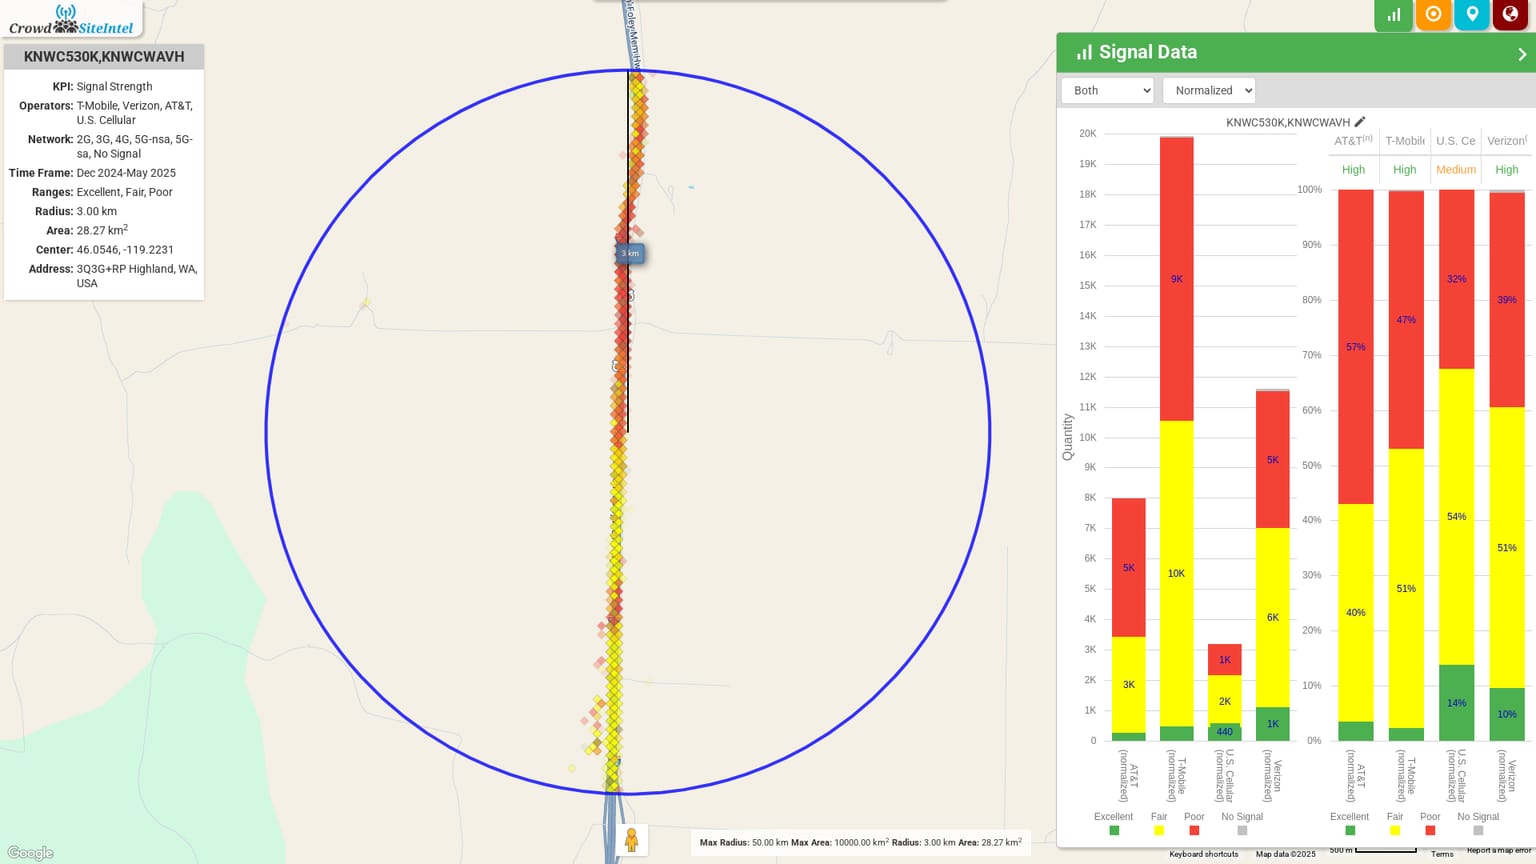 Crowd SiteIntel
KNWC530K,KNWCWAVH
KPI: Signal Strength
Operators: T-Mobile, Verizon, AT&T,
U.S. Cellular
Network: 2G, 3G, 4G, 5G-nsa, 5G-
sa, No Signal
Time Frame: Dec 2024-May 2025
Ranges: Excellent, Fair, Poor
Radius: 3.00 km
Area: 28.27 km²
Center: 46.0546, -119.2231
Address: 3Q3G+RP Highland, WA,
USA
Foley Mem Hw
3 km
Google
Max Radius: 50.00 km Max Area: 10000.00 km² Radius: 3.00 km Area: 28.27 km²
Signal Data
Both
Normalized
KNWC530K,KNWCWAVH
Quantity
20K
19K
18K
17K
16K
15K
14K
13K
12K
11K
10K
9K
8K
7K
6K
5K
4K
3K
2K
1K
0
5K
3K
9K
10K
1K
2K
440
5K
6K
1K
AT&T (normalized)
T-Mobile (normalized)
U.S. Cellular (normalized)
Verizon (normalized)
Excellent Fair Poor No Signal
AT&T(n) T-Mobile U.S. Ce Verizon(
High High Medium High
100%
90%
80%
70%
60%
50%
40%
30%
20%
10%
0%
57%
40%
47%
51%
32%
54%
14%
39%
51%
10%
AT&T (normalized)
T-Mobile (normalized)
U.S. Cellular (normalized)
Verizon (normalized)
Excellent Fair Poor No Signal
500 m
Keyboard shortcuts Map data ©2025 Terms Report a map error